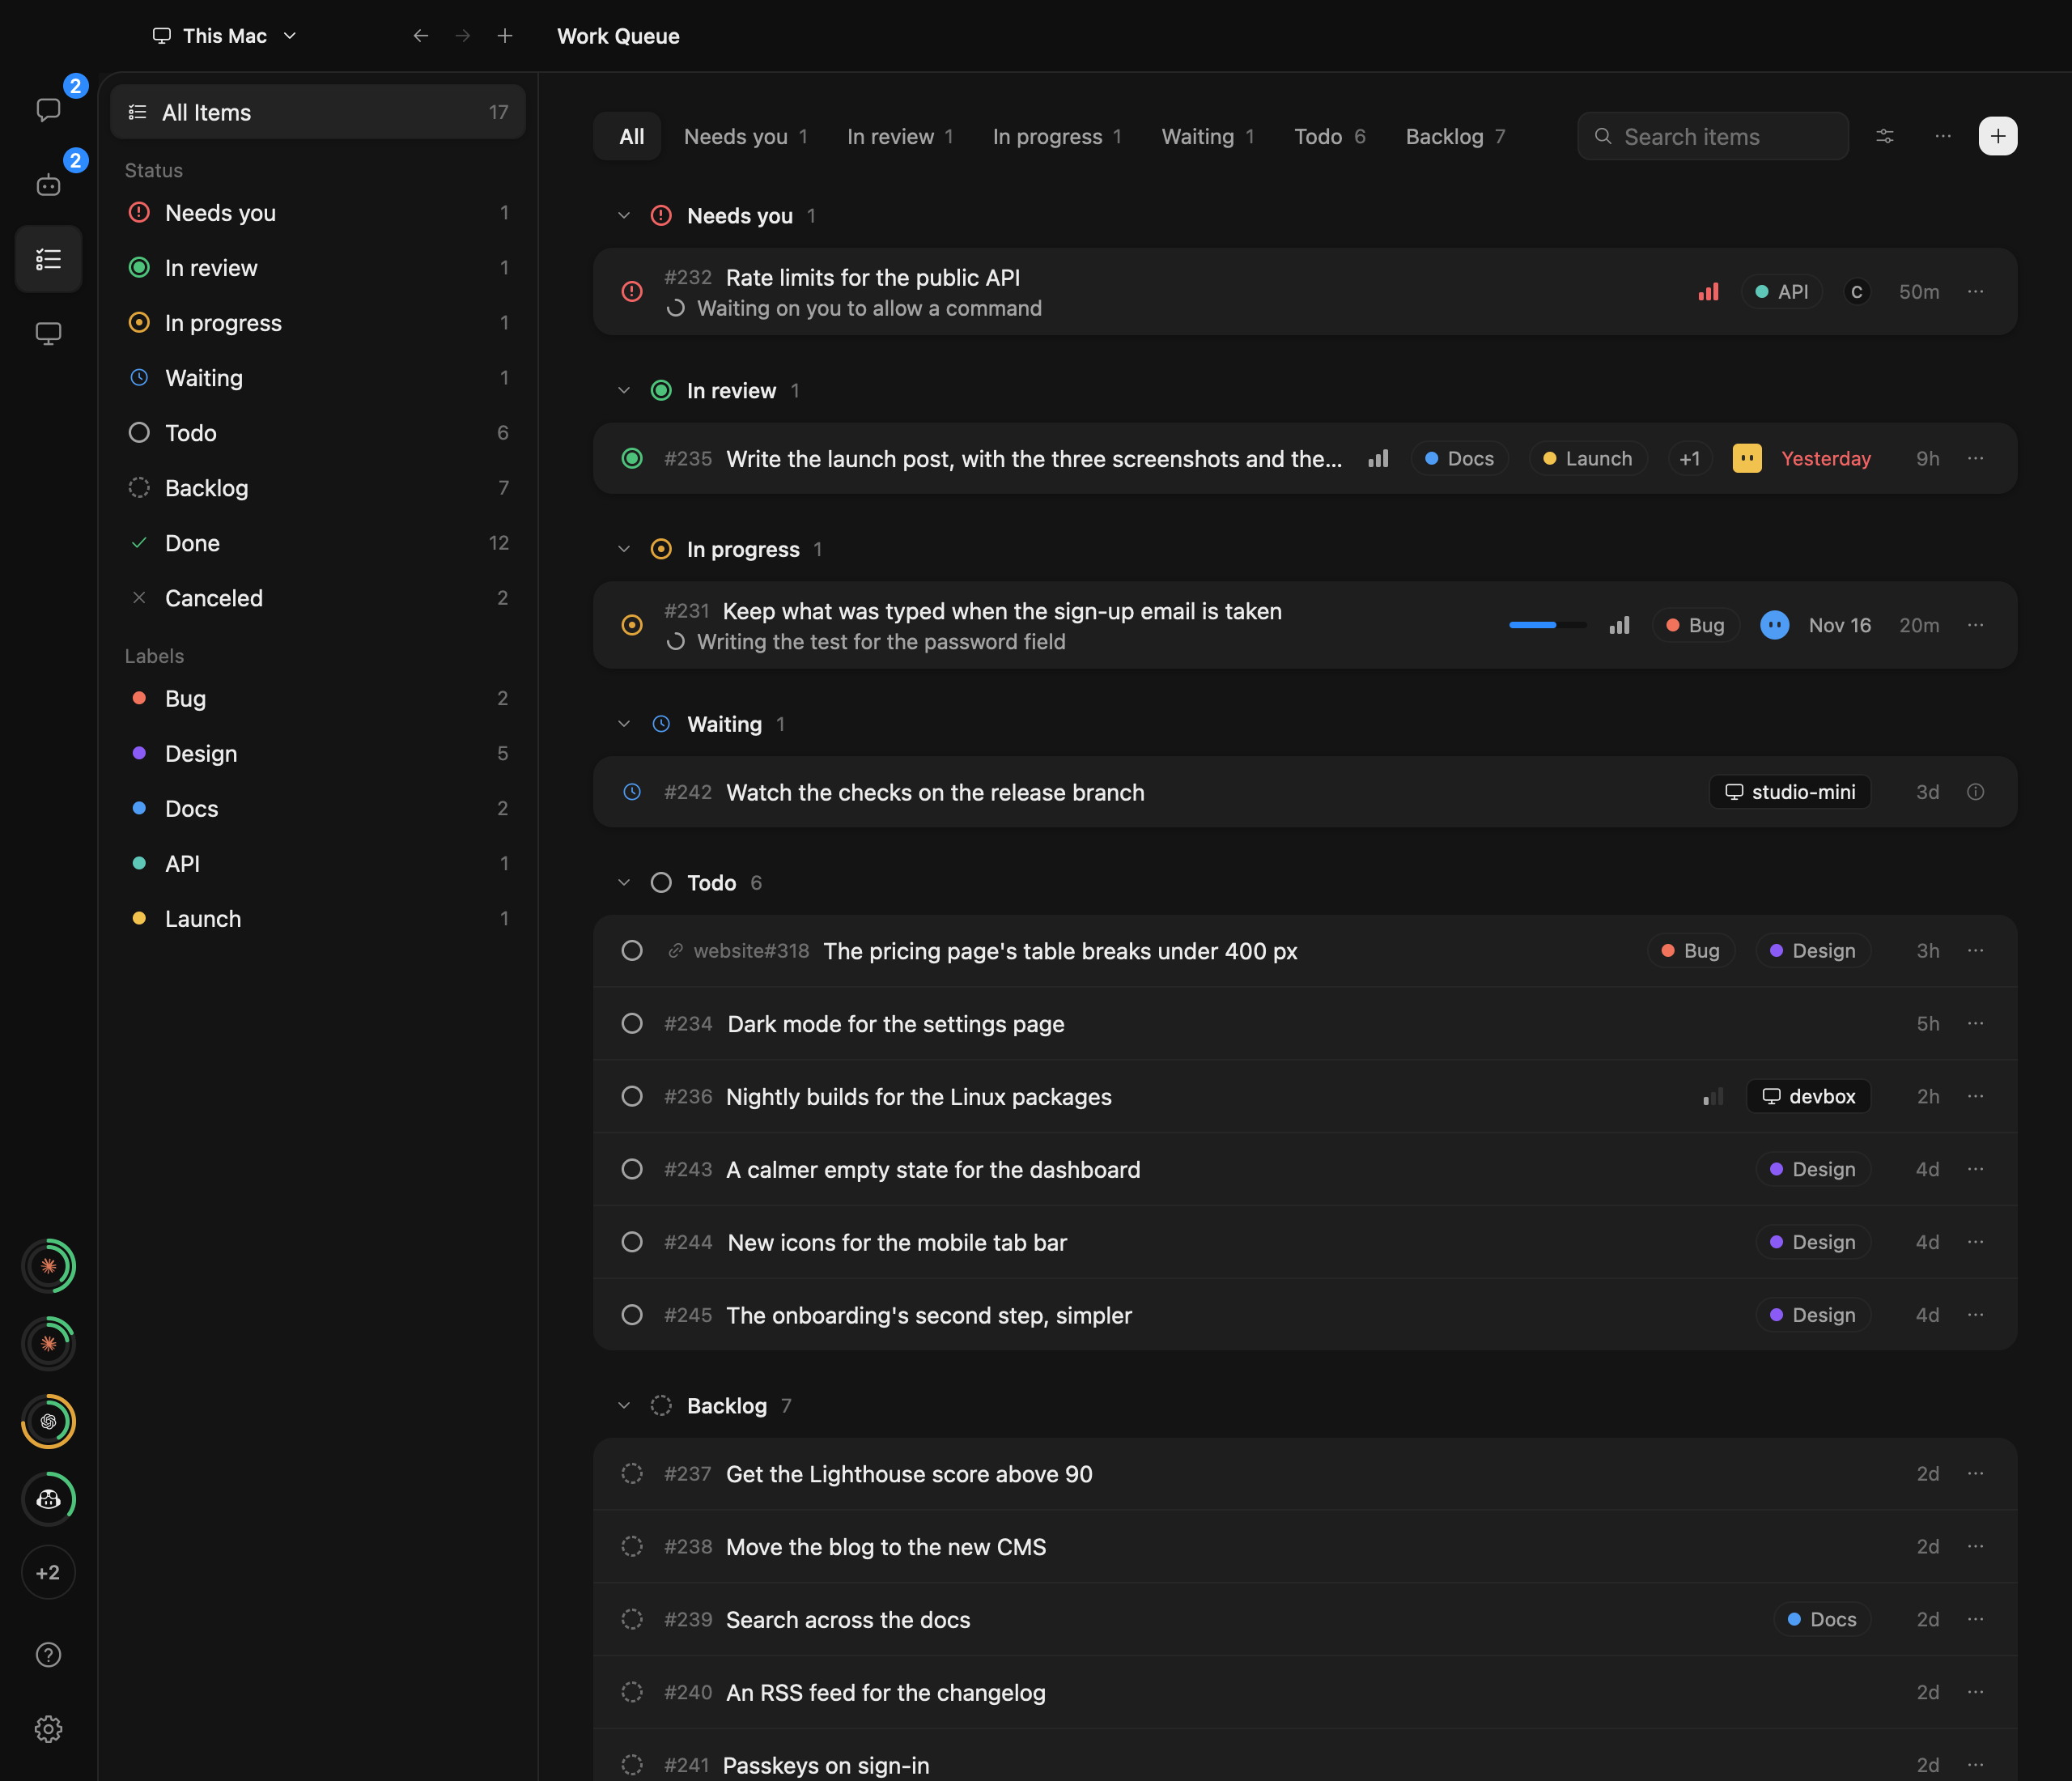 This Mac
Work Queue
2
2
All Items 17
Status
Needs you 1
In review 1
In progress 1
Waiting 1
Todo 6
Backlog 7
Done 12
Canceled 2
Labels
Bug 2
Design 5
Docs 2
API 1
Launch 1
+2
All Needs you 1 In review 1 In progress 1 Waiting 1 Todo 6 Backlog 7 Search items
Needs you 1
#232 Rate limits for the public API API C 50m
Waiting on you to allow a command
In review 1
#235 Write the launch post, with the three screenshots and the... Docs Launch +1 Yesterday 9h
In progress 1
#231 Keep what was typed when the sign-up email is taken Bug Nov 16 20m
Writing the test for the password field
Waiting 1
#242 Watch the checks on the release branch studio-mini 3d
Todo 6
website#318 The pricing page's table breaks under 400 px Bug Design 3h
#234 Dark mode for the settings page 5h
#236 Nightly builds for the Linux packages devbox 2h
#243 A calmer empty state for the dashboard Design 4d
#244 New icons for the mobile tab bar Design 4d
#245 The onboarding's second step, simpler Design 4d
Backlog 7
#237 Get the Lighthouse score above 90 2d
#238 Move the blog to the new CMS 2d
#239 Search across the docs Docs 2d
#240 An RSS feed for the changelog 2d
#241 Passkeys on sign-in 2d